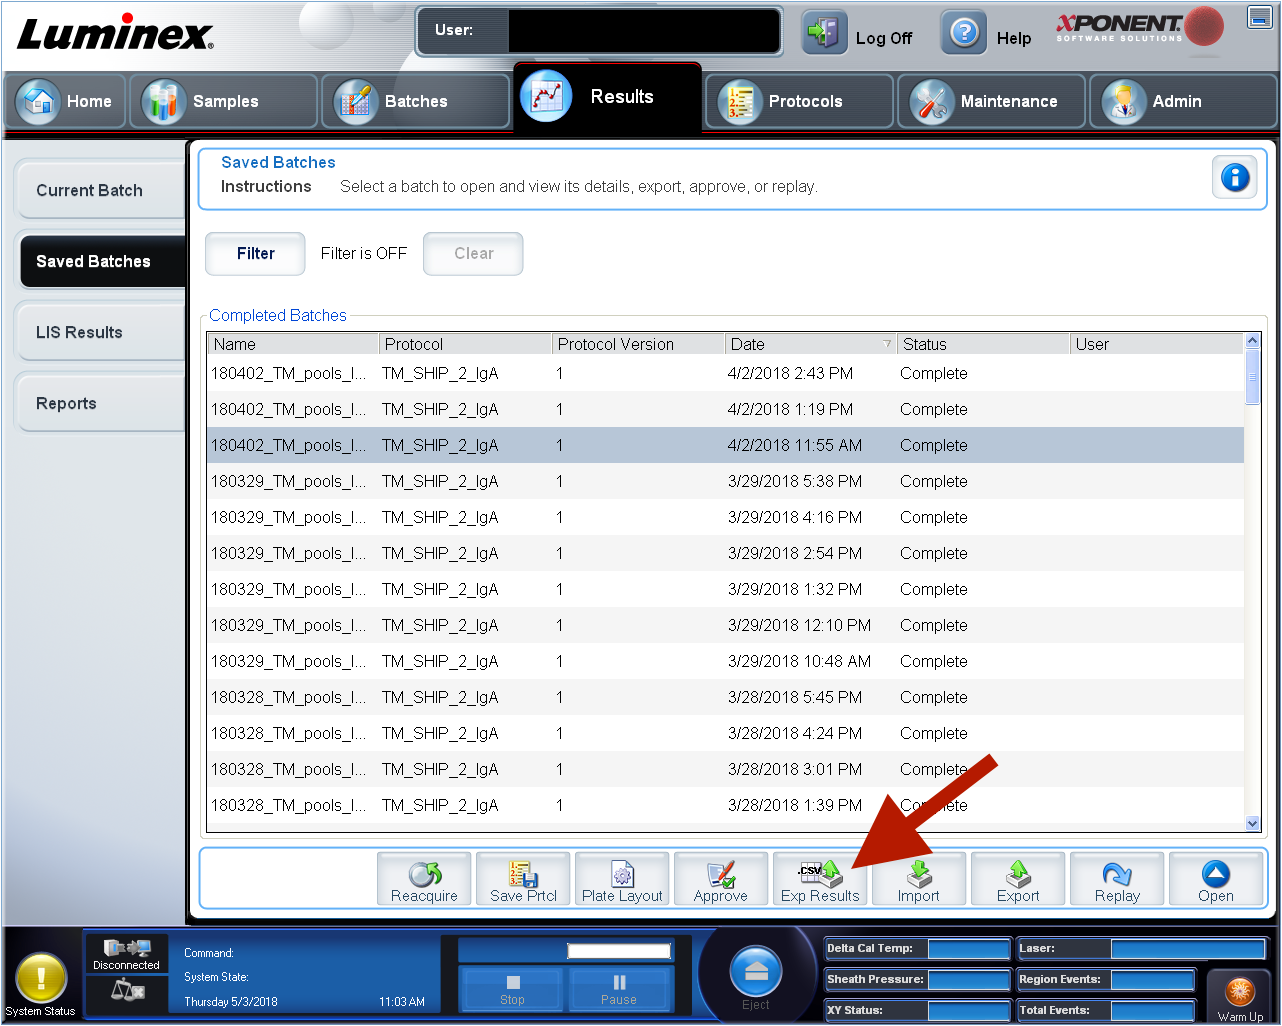 Luminex®
User:
Log Off
Help
XPONENT.
SOFTWARE SOLUTIONS
Home
Samples
Batches
Results
Protocols
Maintenance
Admin
Current Batch
Saved Batches
LIS Results
Reports
Saved Batches
Instructions Select a batch to open and view its details, export, approve, or replay.
Filter Filter is OFF Clear
Completed Batches
Name Protocol Protocol Version Date Status User
180402_TM_pools_I... TM_SHIP_2_IgA 1 4/2/2018 2:43 PM Complete
180402_TM_pools_I... TM_SHIP_2_IgA 1 4/2/2018 1:19 PM Complete
180402_TM_pools_I... TM_SHIP_2_IgA 1 4/2/2018 11:55 AM Complete
180329_TM_pools_I... TM_SHIP_2_IgA 1 3/29/2018 5:38 PM Complete
180329_TM_pools_I... TM_SHIP_2_IgA 1 3/29/2018 4:16 PM Complete
180329_TM_pools_I... TM_SHIP_2_IgA 1 3/29/2018 2:54 PM Complete
180329_TM_pools_I... TM_SHIP_2_IgA 1 3/29/2018 1:32 PM Complete
180329_TM_pools_I... TM_SHIP_2_IgA 1 3/29/2018 12:10 PM Complete
180329_TM_pools_I... TM_SHIP_2_IgA 1 3/29/2018 10:48 AM Complete
180328_TM_pools_I... TM_SHIP_2_IgA 1 3/28/2018 5:45 PM Complete
180328_TM_pools_I... TM_SHIP_2_IgA 1 3/28/2018 4:24 PM Complete
180328_TM_pools_I... TM_SHIP_2_IgA 1 3/28/2018 3:01 PM Complete
180328_TM_pools_I... TM_SHIP_2_IgA 1 3/28/2018 1:39 PM Complete
.CSV
Reacquire Save Prtcl Plate Layout Approve Exp Results Import Export Replay Open
System Status
Disconnected
Command:
System State:
Thursday 5/3/2018 11:03 AM
Stop Pause
Eject
Delta Cal Temp: Laser:
Sheath Pressure: Region Events:
XY Status: Total Events:
Warm Up